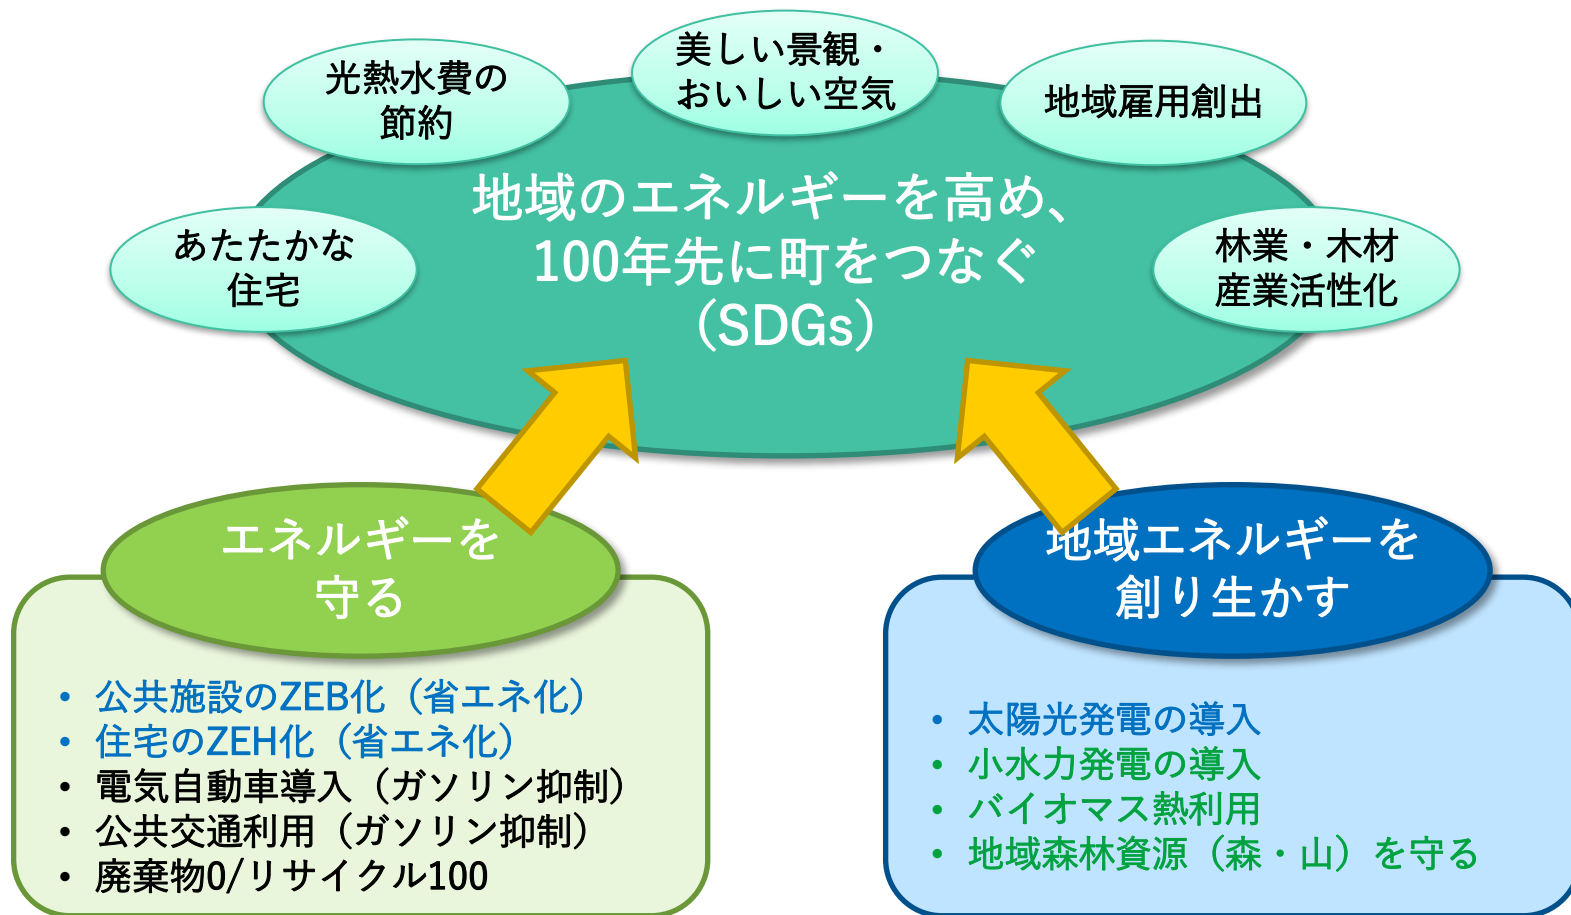 美しい景観・
おいしい空気
光熱水費の
節約
地域雇用創出
あたたかな
住宅
林業・木材
産業活性化
地域のエネルギーを高め、
100年先に町をつなぐ
（SDGs）
エネルギーを
守る
• 公共施設のZEB化（省エネ化）
• 住宅のZEH化（省エネ化）
• 電気自動車導入（ガソリン抑制）
• 公共交通利用（ガソリン抑制）
• 廃棄物0/リサイクル100
地域エネルギーを
創り生かす
• 太陽光発電の導入
• 小水力発電の導入
• バイオマス熱利用
• 地域森林資源（森・山）を守る